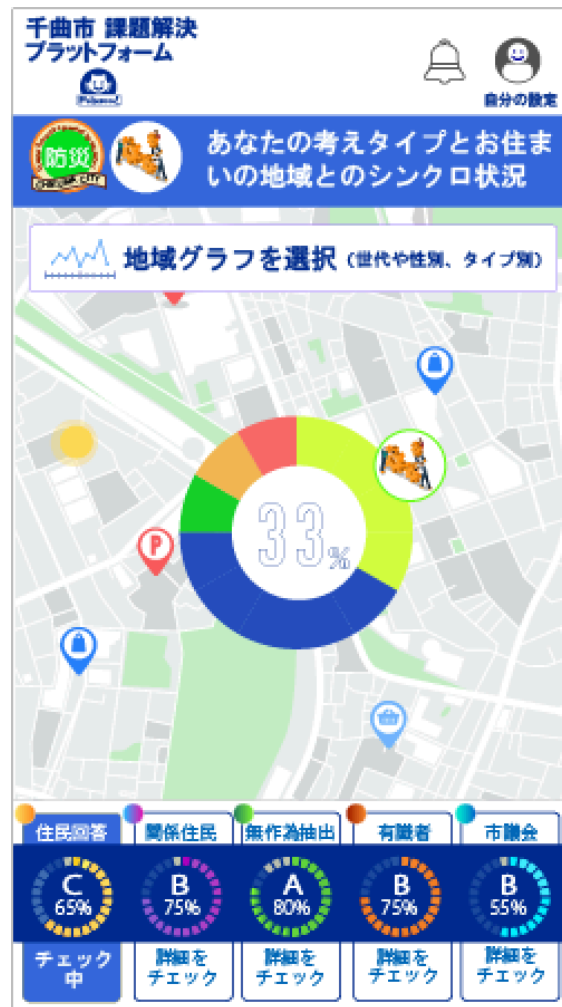 千曲市 課題解決
プラットフォーム
自分の設定
防災
CHIKUMA CITY
あなたの考えタイプとお住ま
いの地域とのシンクロ状況
地域グラフを選択 (世代や性別、タイプ別)
P
33%
住民回答
関係住民
無作為抽出
有識者
市議会
C
65%
B
75%
A
80%
B
75%
B
55%
チェック
中
詳細を
チェック
詳細を
チェック
詳細を
チェック
詳細を
チェック